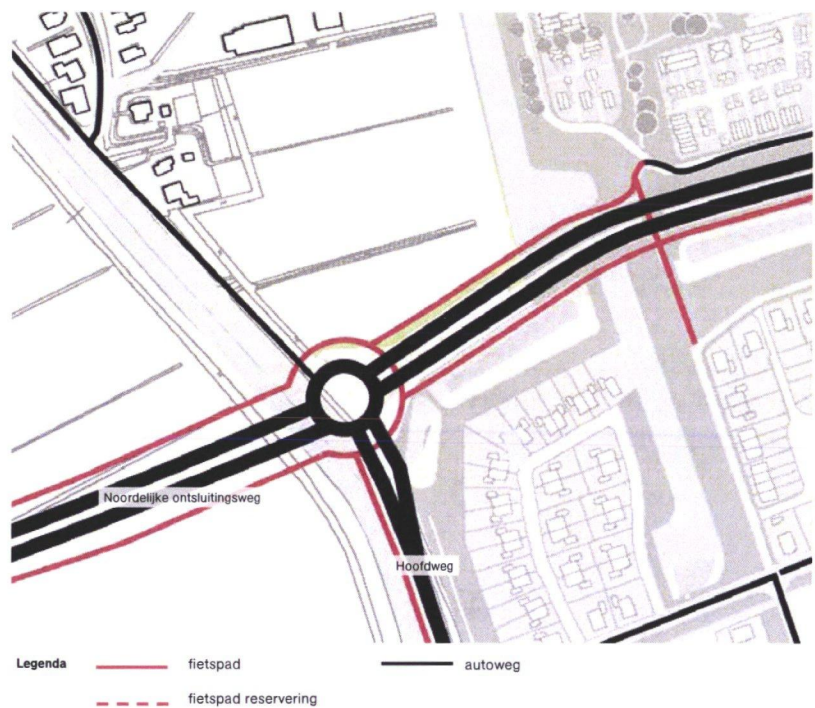 Noordelijke ontsluitingsweg
Hoofdweg
Legenda
fietspad
autoweg
fietspad reservering